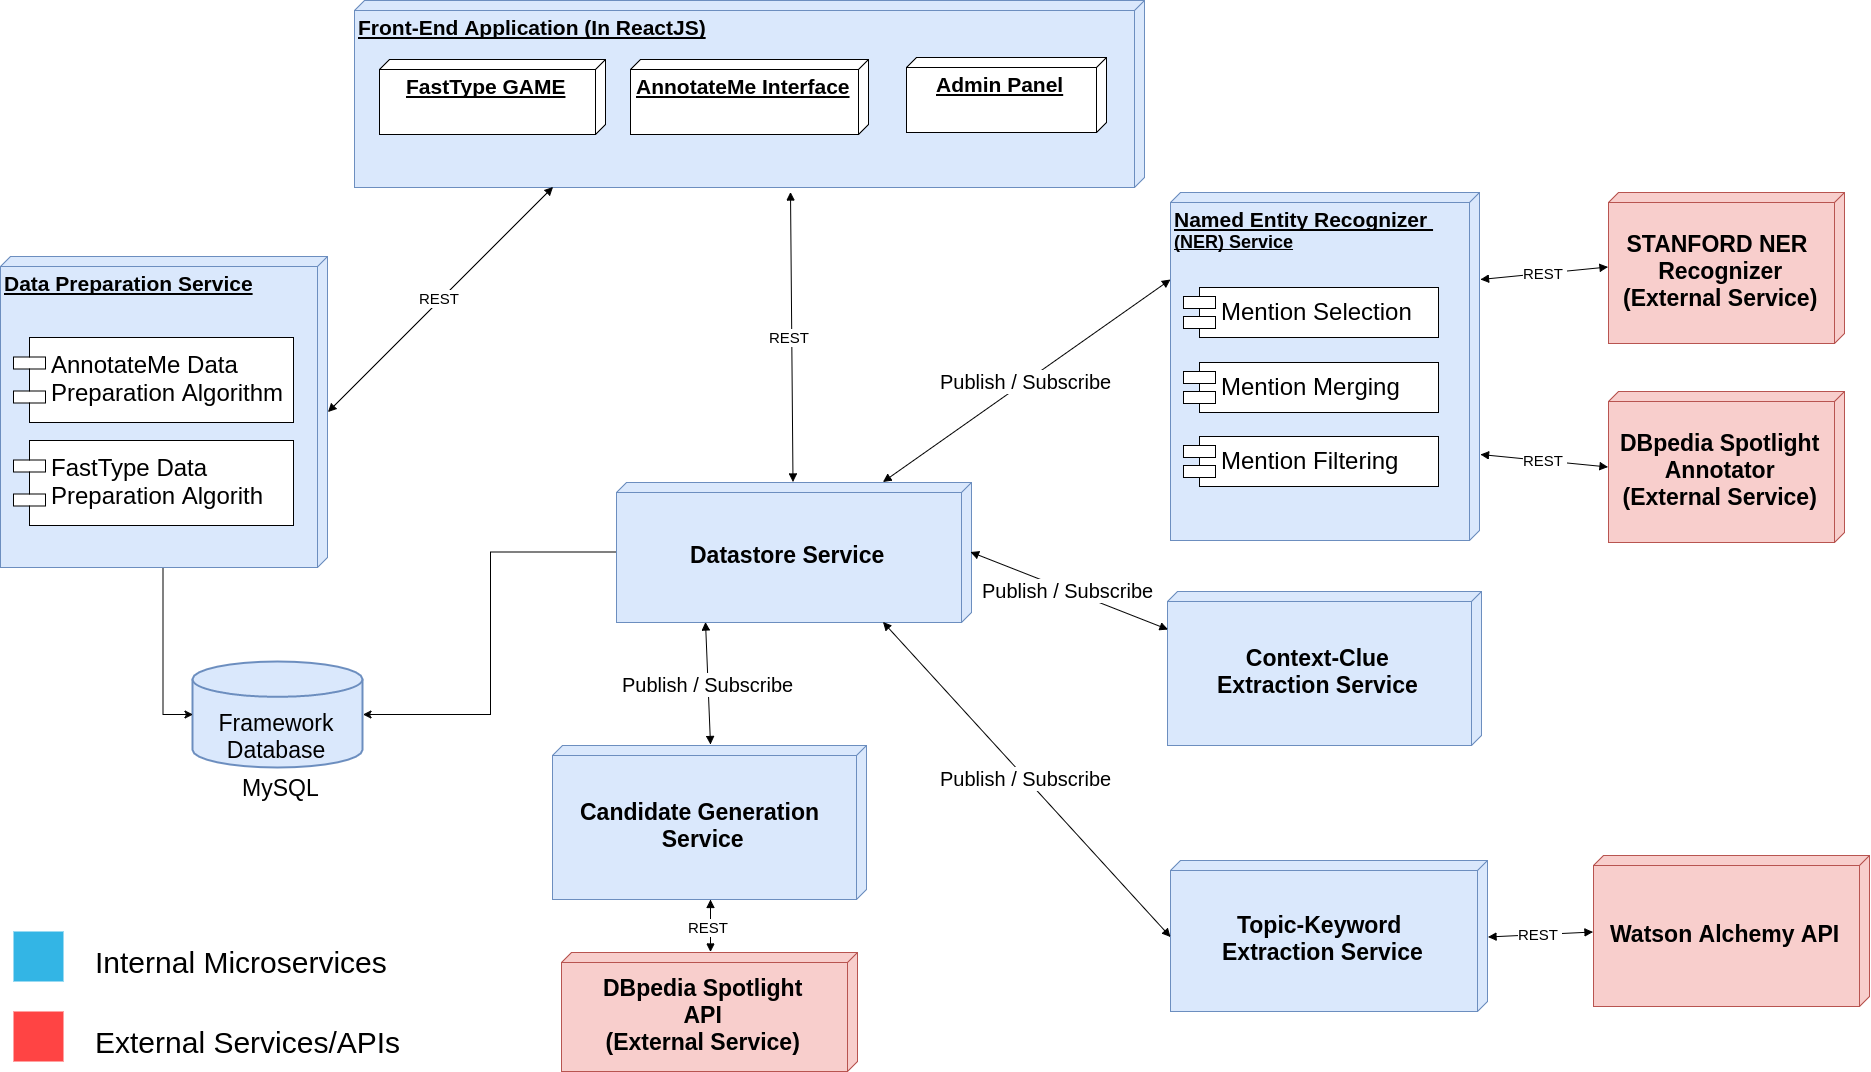 Front-End Application (In ReactJS)
FastType GAME
AnnotateMe Interface
Admin Panel
REST
REST
Data Preparation Service
AnnotateMe Data
Preparation Algorithm
FastType Data
Preparation Algorith
Named Entity Recognizer
(NER) Service
Mention Selection
Mention Merging
Mention Filtering
REST
STANFORD NER
Recognizer
(External Service)
REST
DBpedia Spotlight
Annotator
(External Service)
Publish / Subscribe
Datastore Service
Publish / Subscribe
Context-Clue
Extraction Service
Publish / Subscribe
Publish / Subscribe
Framework
Database
MySQL
Candidate Generation
Service
REST
DBpedia Spotlight
API
(External Service)
Topic-Keyword
Extraction Service
REST
Watson Alchemy API
Internal Microservices
External Services/APIs